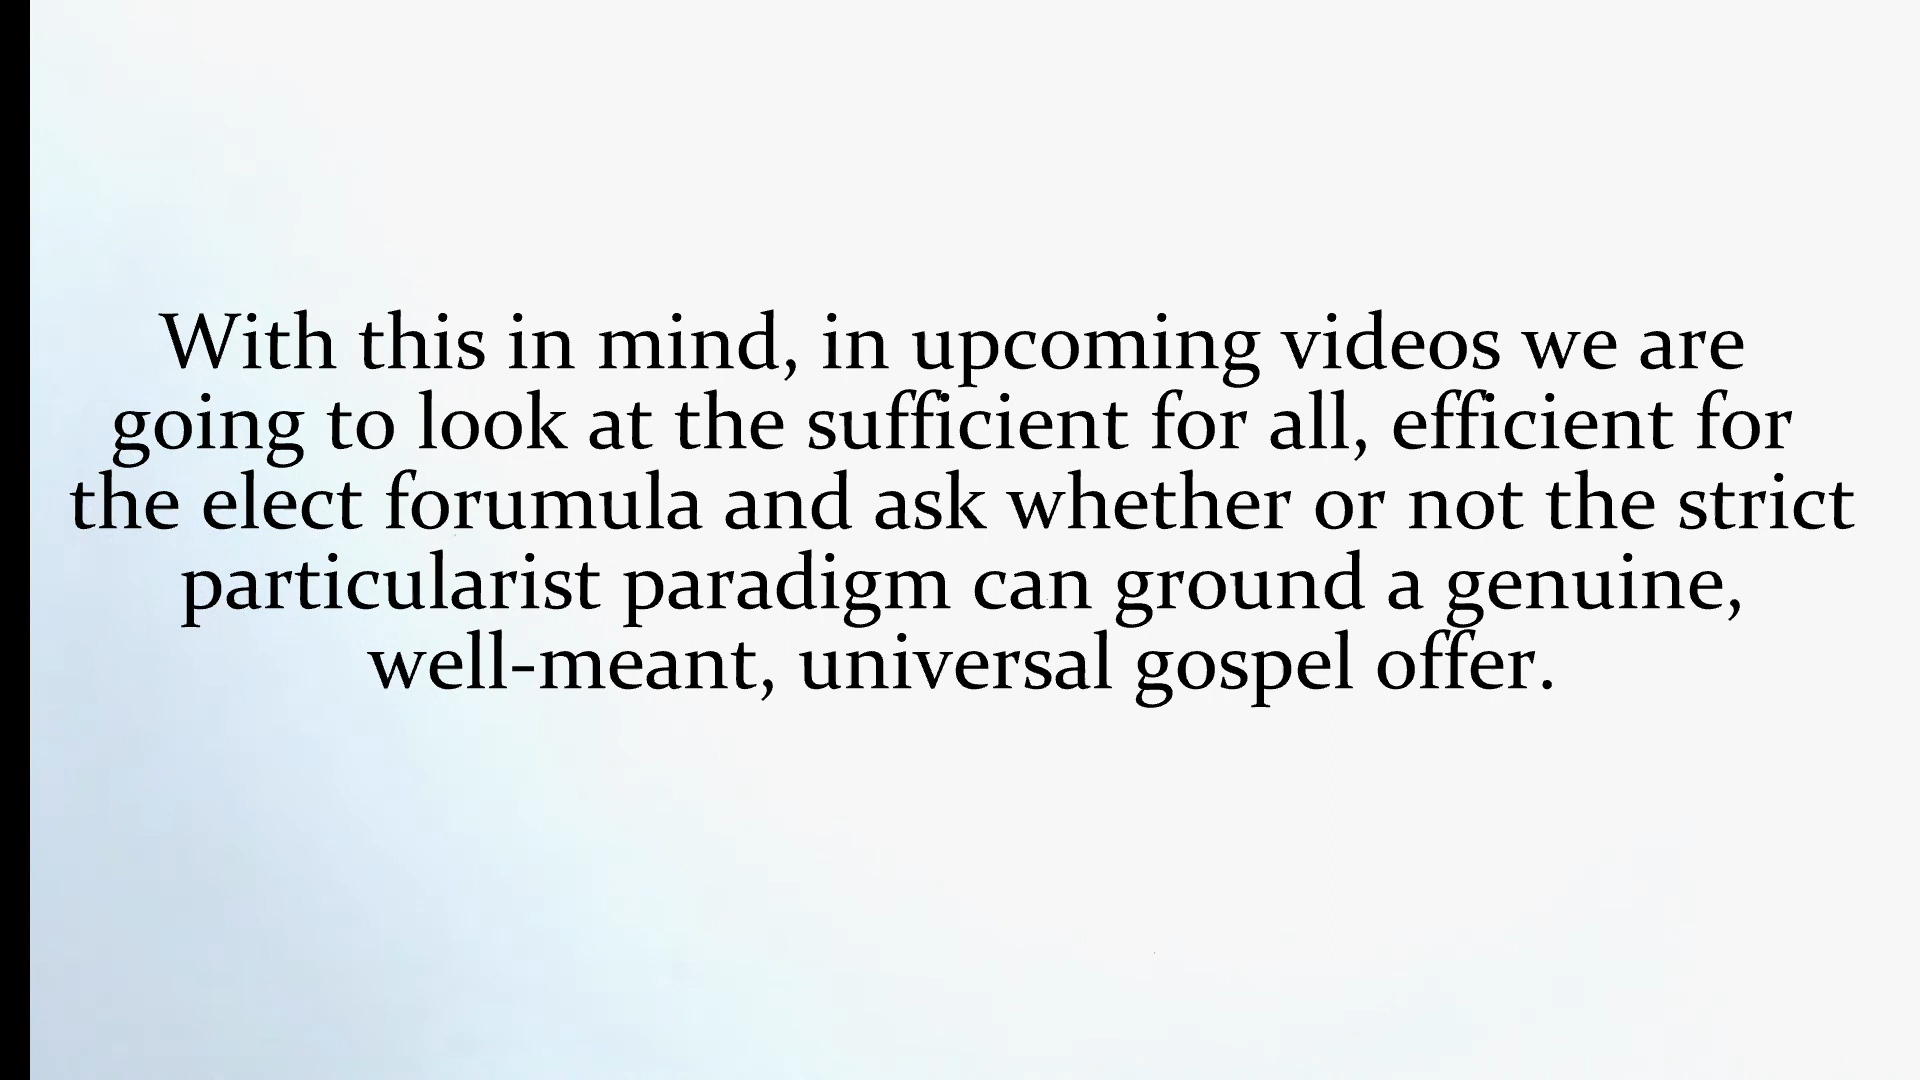 With this in mind, in upcoming videos we are
going to look at the sufficient for all, efficient for
the elect forumula and ask whether or not the strict
particularist paradigm can ground a genuine,
well-meant, universal gospel offer.